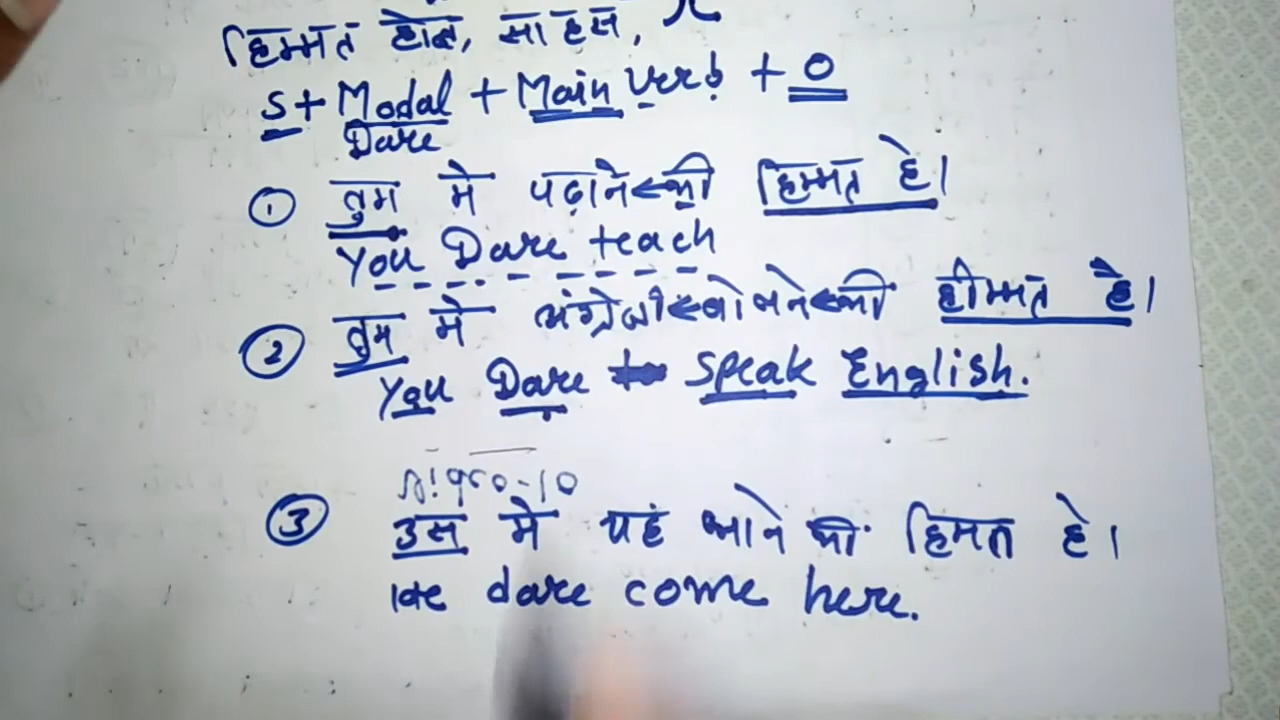 हिम्मत होना, साहस,
S + Modal + Main Verb + O
Dare
① तुम मे पढ़ाने की हिम्मत है।
You Dare teach
② तुम मे अंग्रेजी बोलने की हीम्मत है।
You Dare Speak English.
③ उस मे यहं आने की हिमत है।
He dare come here.